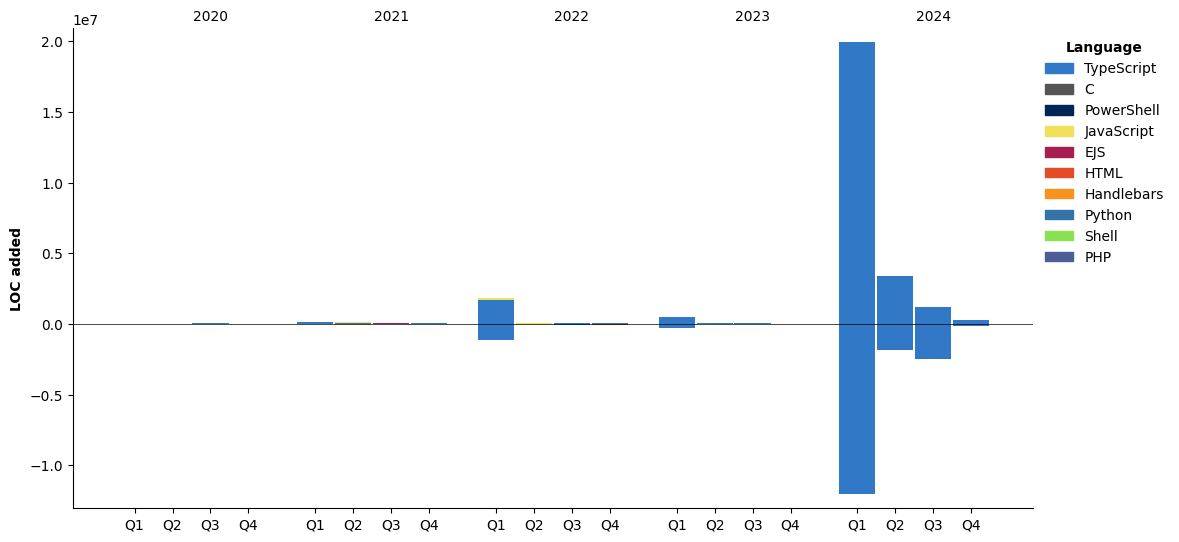 1e7
2020 2021 2022 2023 2024
2.0
1.5
1.0
0.5
0.0
−0.5
−1.0
LOC added
Q1 Q2 Q3 Q4 Q1 Q2 Q3 Q4 Q1 Q2 Q3 Q4 Q1 Q2 Q3 Q4 Q1 Q2 Q3 Q4
Language
TypeScript
C
PowerShell
JavaScript
EJS
HTML
Handlebars
Python
Shell
PHP